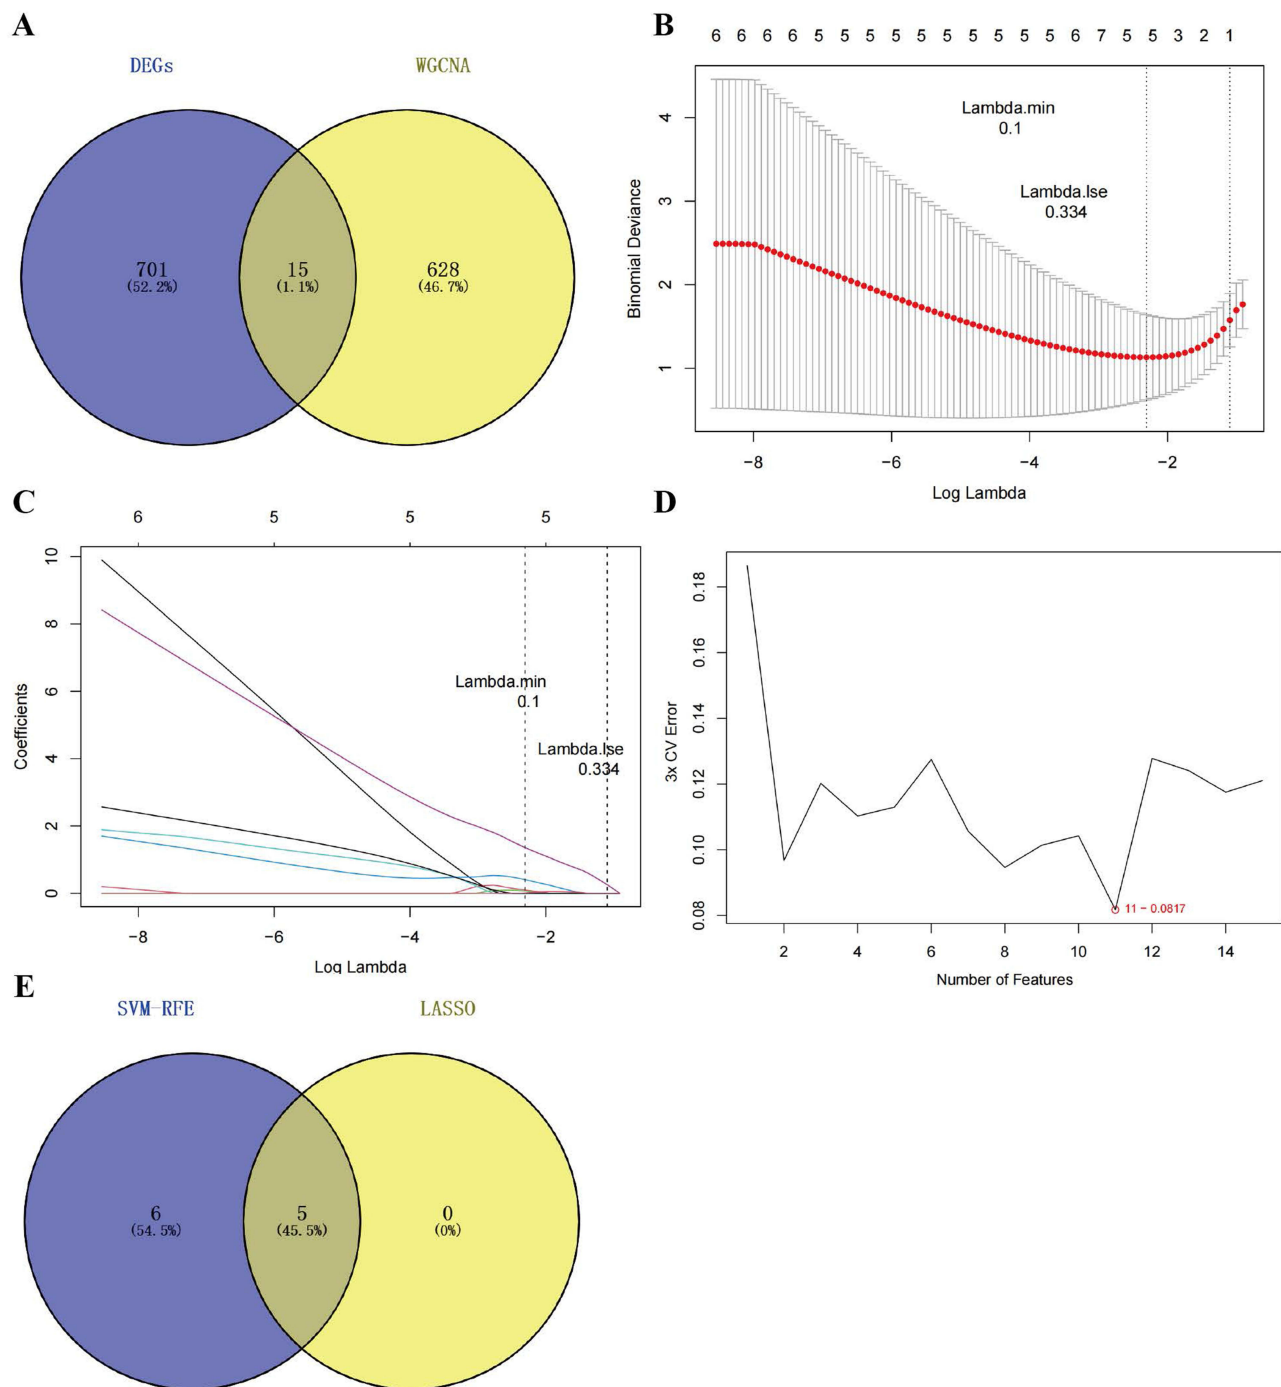 A
DEGs WGCNA
701 15 628
(52.2%) (1.1%) (46.7%)
B
6 6 6 6 5 5 5 5 5 5 5 5 5 5 6 7 5 5 3 2 1
4
3
2
1
Binomial Deviance
Lambda.min
0.1
Lambda.lse
0.334
-8 -6 -4 -2
Log Lambda
C
6 5 5 5
10
8
6
4
2
0
Coefficients
Lambda.min
0.1
Lambda.lse
0.334
-8 -6 -4 -2
Log Lambda
D
0.18
0.16
0.14
0.12
0.10
0.08
3x CV Error
11 - 0.0817
2 4 6 8 10 12 14
Number of Features
E
SVM-RFE LASSO
6 5 0
(54.5%) (45.5%) (0%)